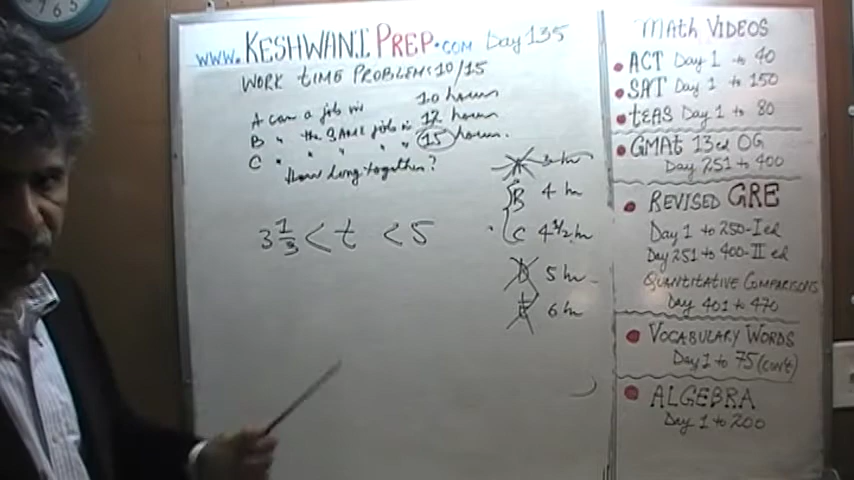 www.KESHWANIPREP.COM Day 135
WORK TIME PROBLEMS 10/15
A can a job in 10 hours
B " the SAME job in 12 hours
C " " " " " 15 hours.
How long together?
3 1/3 < t < 5
A 3 hr
B 4 hr
C 4 1/2 hr
D 5 hr
E 6 hr
MATH VIDEOS
ACT Day 1 to 40
SAT Day 1 to 150
TEAS Day 1 to 80
GMAT 13 ed OG
Day 251 to 400
REVISED GRE
Day 1 to 250-I ed
Day 251 to 400-II ed
QUANTITATIVE COMPARISONS
Day 401 to 470
VOCABULARY WORDS
Day 1 to 75 (con't)
ALGEBRA
Day 1 to 200